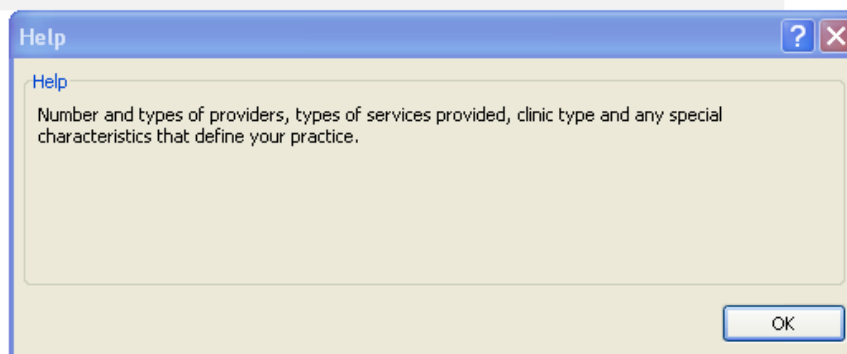 Help
Help
Number and types of providers, types of services provided, clinic type and any special
characteristics that define your practice.
OK